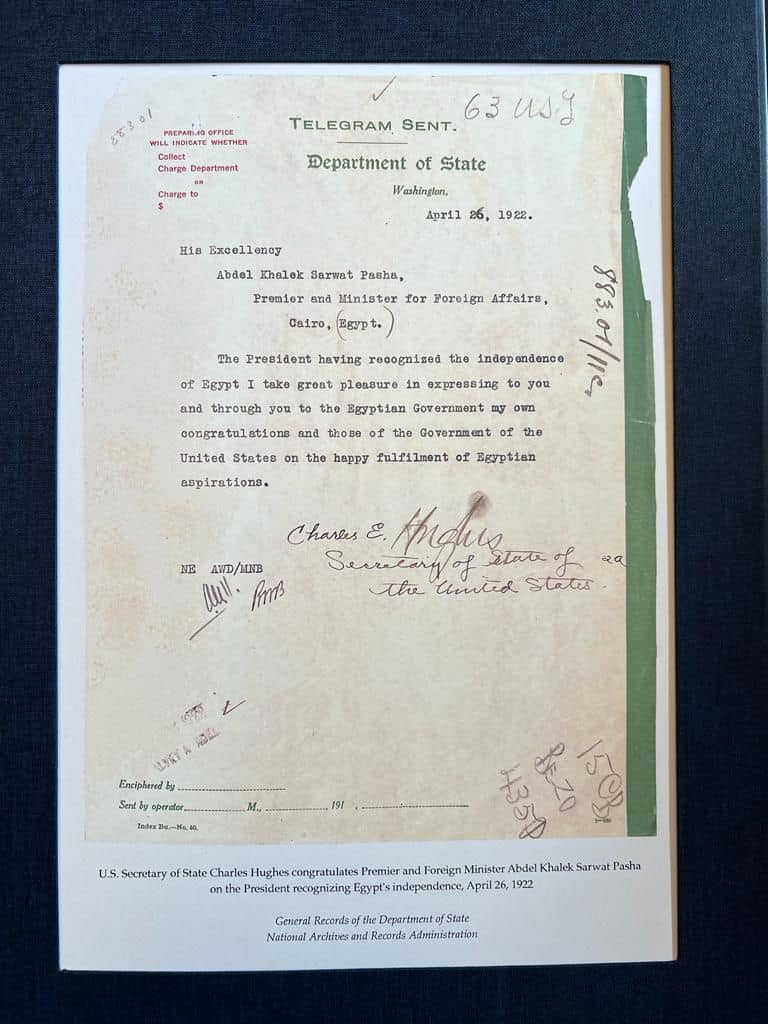 883.01
63 US
TELEGRAM SENT.
PREPARING OFFICE
WILL INDICATE WHETHER
Collect
Charge Department
OR
Charge to
$
Department of State
Washington,
April 26, 1922.
His Excellency
Abdel Khalek Sarwat Pasha,
Premier and Minister for Foreign Affairs,
Cairo, (Egypt.)
883.01/11a
The President having recognized the independence
of Egypt I take great pleasure in expressing to you
and through you to the Egyptian Government my own
congratulations and those of the Government of the
United States on the happy fulfilment of Egyptian
aspirations.
Charles E. Hughes
Secretary of State of
the United States.
NE AWD/MNB
Enciphered by
Sent by operator M., 191 ,
Index Bu.—No. 50.
U.S. Secretary of State Charles Hughes congratulates Premier and Foreign Minister Abdel Khalek Sarwat Pasha
on the President recognizing Egypt's independence, April 26, 1922
General Records of the Department of State
National Archives and Records Administration